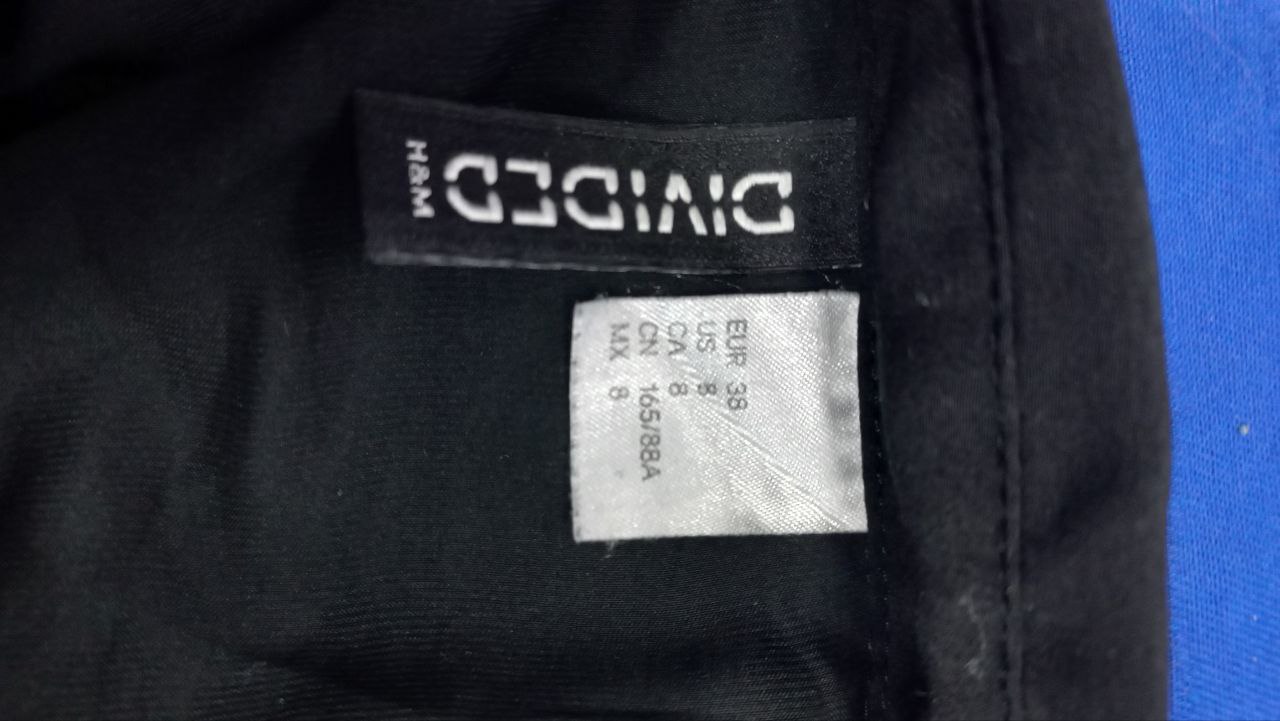 DIVIDED
H&M
EUR 38
US 8
CA 8
CN 165/88A
MX 8